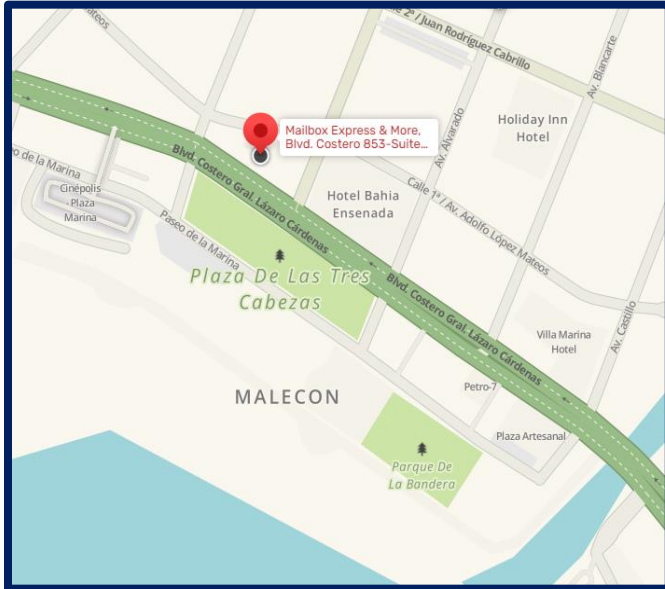 Mateos
Calle 2ª / Juan Rodríguez Cabrillo
Av. Blancarte
Mailbox Express & More,
Blvd. Costero 853-Suite...
Holiday Inn
Hotel
Av. Alvarado
Blvd. Costero Gral. Lázaro Cárdenas
o de la Marina
Cinépolis
Plaza
Marina
Hotel Bahia
Ensenada
Calle 1ª / Av. Adolfo López Mateos
Paseo de la Marina
Plaza De Las Tres
Cabezas
Blvd. Costero Gral. Lázaro Cárdenas
Villa Marina
Hotel
Av. Castillo
MALECON
Petro-7
Plaza Artesanal
Parque De
La Bandera